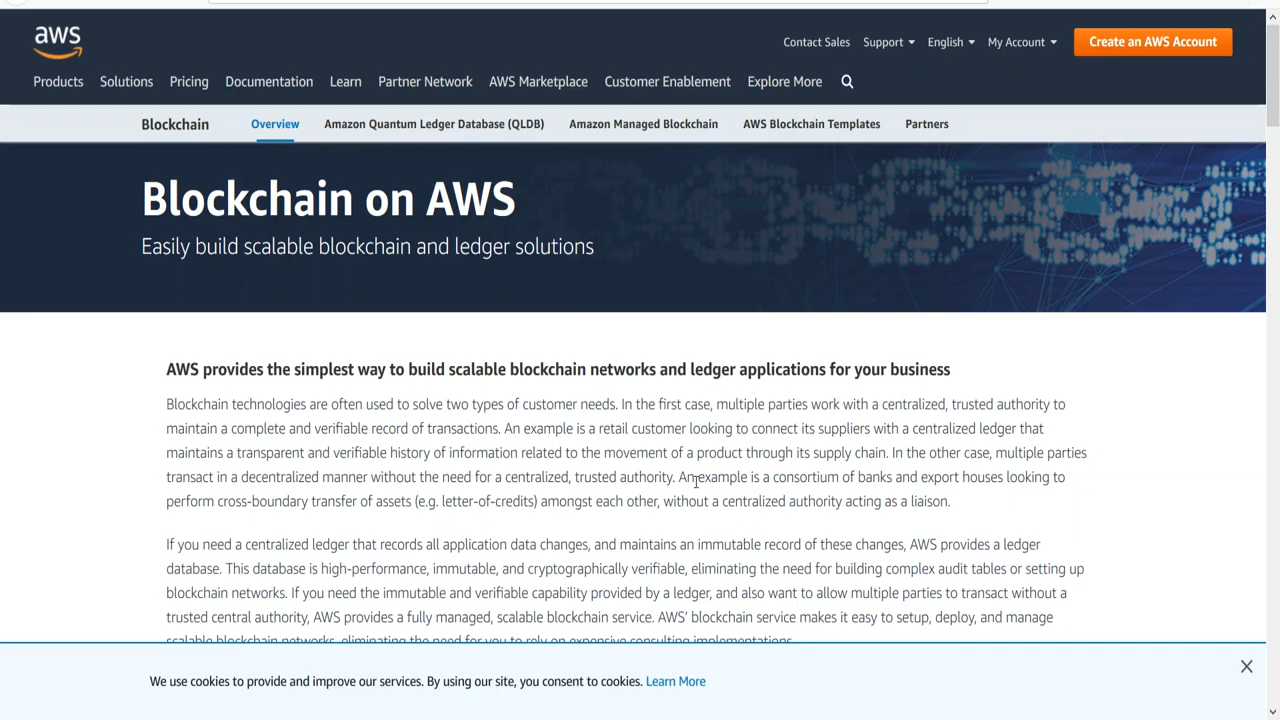 aws
Contact Sales Support English My Account Create an AWS Account
Products Solutions Pricing Documentation Learn Partner Network AWS Marketplace Customer Enablement Explore More
Blockchain Overview Amazon Quantum Ledger Database (QLDB) Amazon Managed Blockchain AWS Blockchain Templates Partners
Blockchain on AWS
Easily build scalable blockchain and ledger solutions
AWS provides the simplest way to build scalable blockchain networks and ledger applications for your business
Blockchain technologies are often used to solve two types of customer needs. In the first case, multiple parties work with a centralized, trusted authority to
maintain a complete and verifiable record of transactions. An example is a retail customer looking to connect its suppliers with a centralized ledger that
maintains a transparent and verifiable history of information related to the movement of a product through its supply chain. In the other case, multiple parties
transact in a decentralized manner without the need for a centralized, trusted authority. An example is a consortium of banks and export houses looking to
perform cross-boundary transfer of assets (e.g. letter-of-credits) amongst each other, without a centralized authority acting as a liaison.
If you need a centralized ledger that records all application data changes, and maintains an immutable record of these changes, AWS provides a ledger
database. This database is high-performance, immutable, and cryptographically verifiable, eliminating the need for building complex audit tables or setting up
blockchain networks. If you need the immutable and verifiable capability provided by a ledger, and also want to allow multiple parties to transact without a
trusted central authority, AWS provides a fully managed, scalable blockchain service. AWS' blockchain service makes it easy to setup, deploy, and manage
scalable blockchain networks, eliminating the need for you to rely on expensive consulting implementations.
We use cookies to provide and improve our services. By using our site, you consent to cookies. Learn More